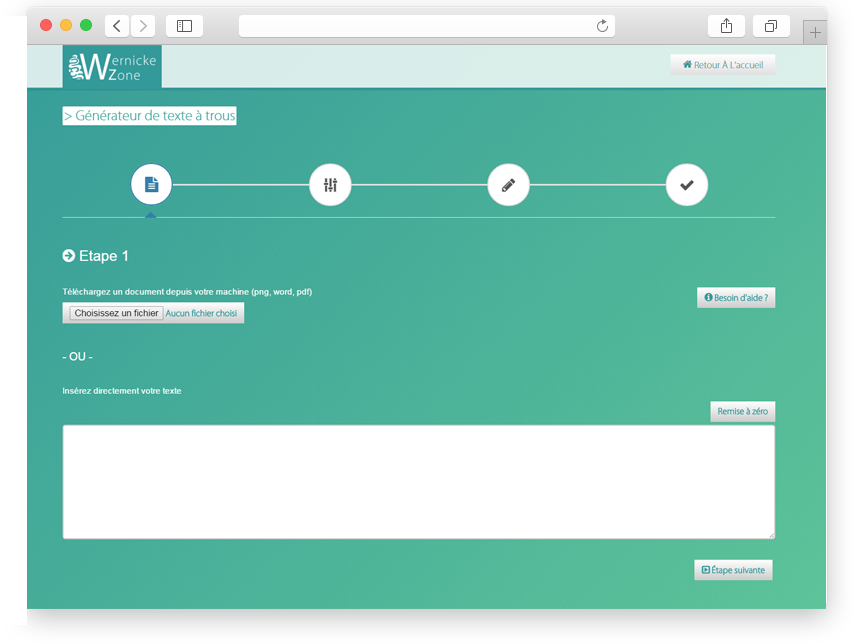 Wernicke
Zone
Retour À L'accueil
> Générateur de texte à trous
Etape 1
Téléchargez un document depuis votre machine (png, word, pdf)
Besoin d'aide ?
Choisissez un fichier Aucun fichier choisi
- OU -
Insérez directement votre texte
Remise à zéro
Étape suivante